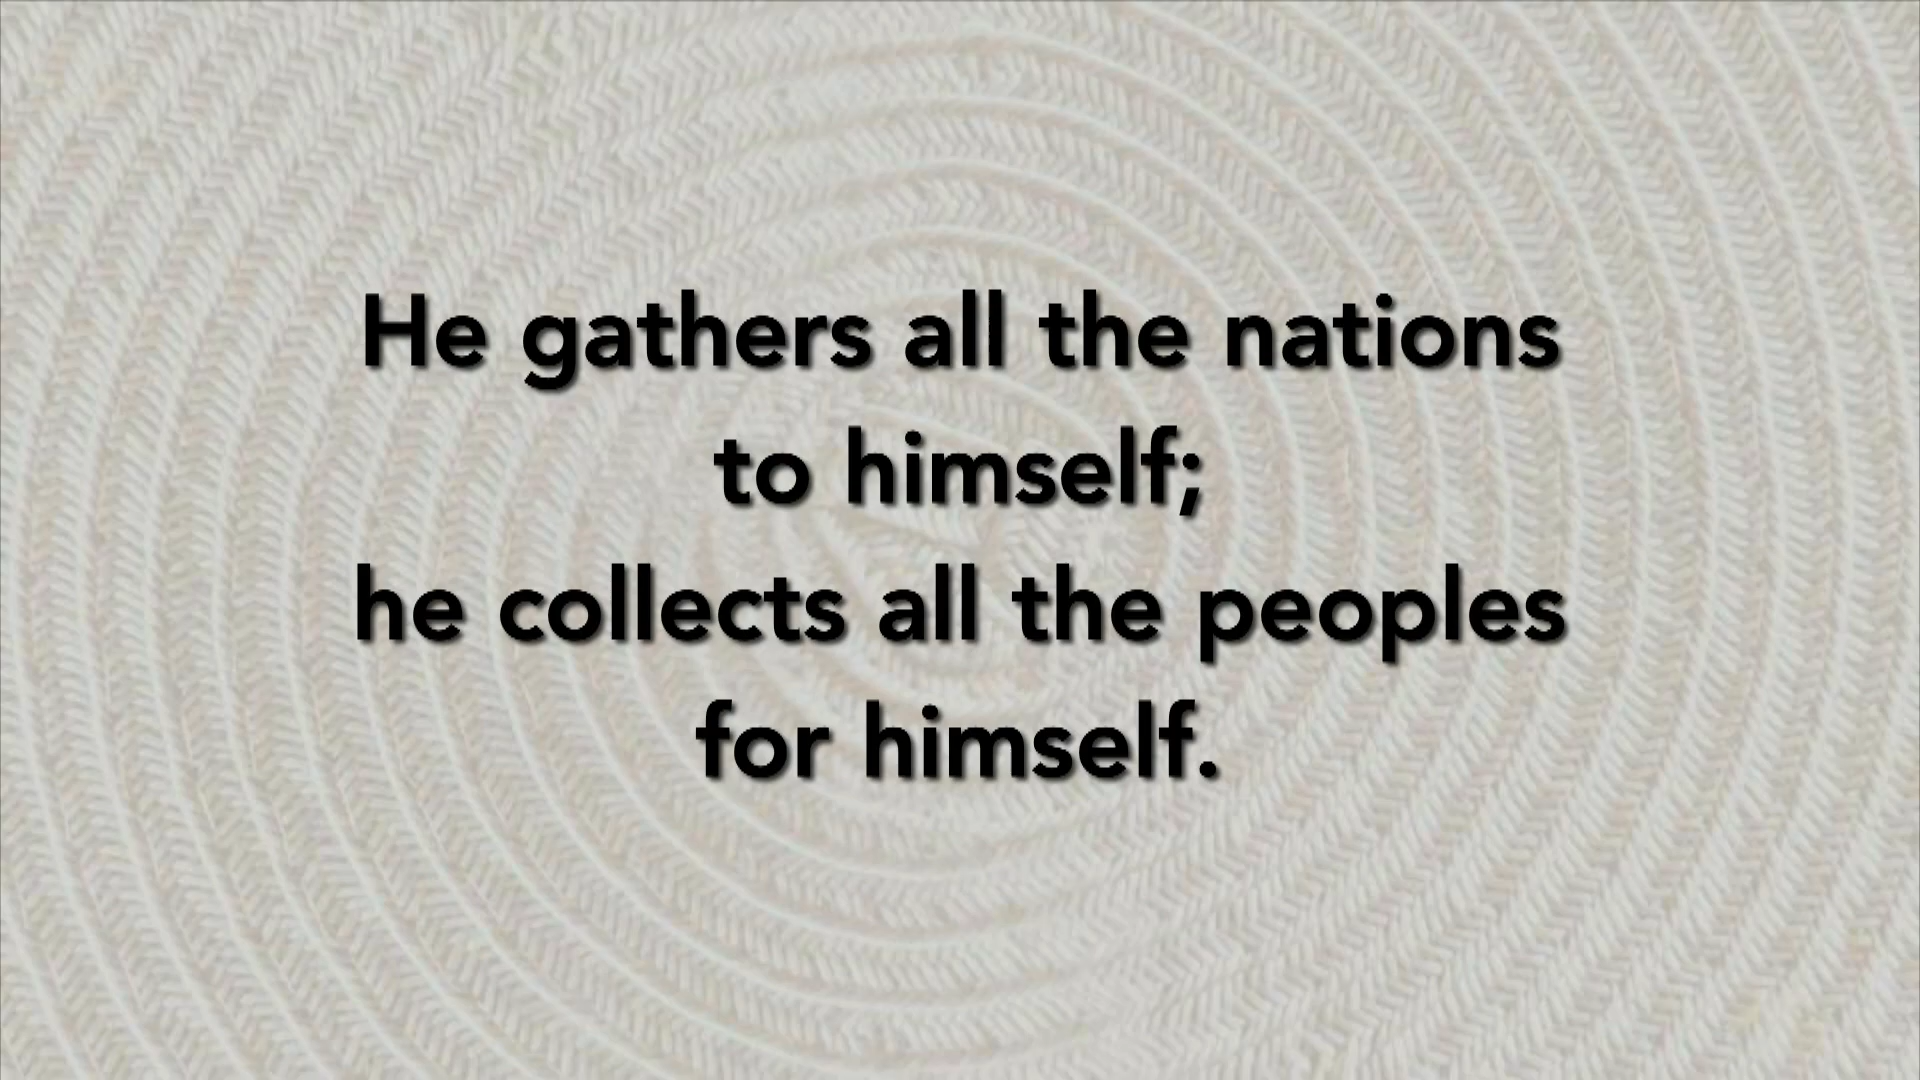 He gathers all the nations
to himself;
he collects all the peoples
for himself.